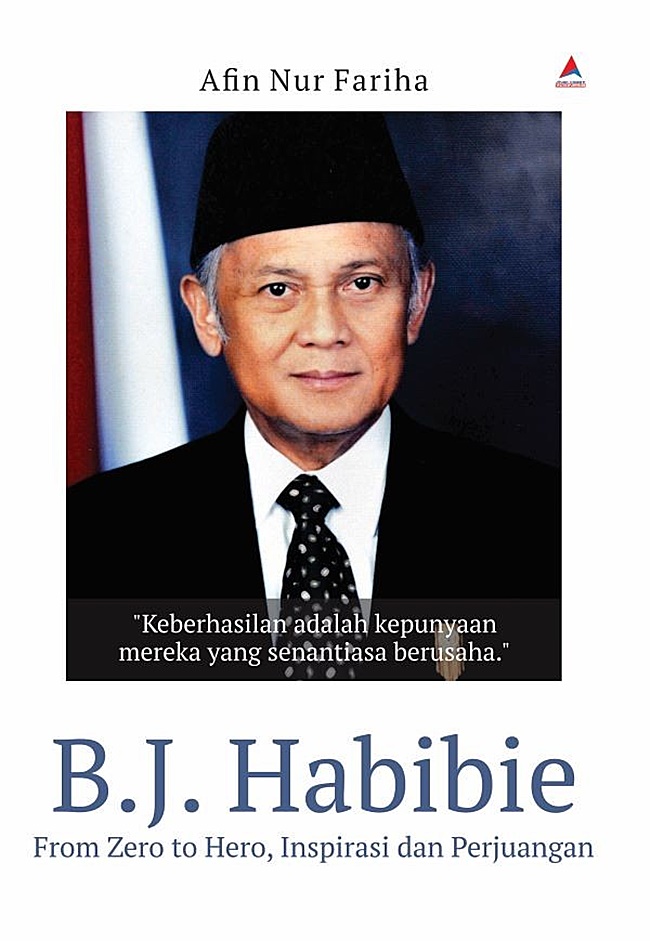 Afin Nur Fariha
"Keberhasilan adalah kepunyaan
mereka yang senantiasa berusaha."
B.J. Habibie
From Zero to Hero, Inspirasi dan Perjuangan